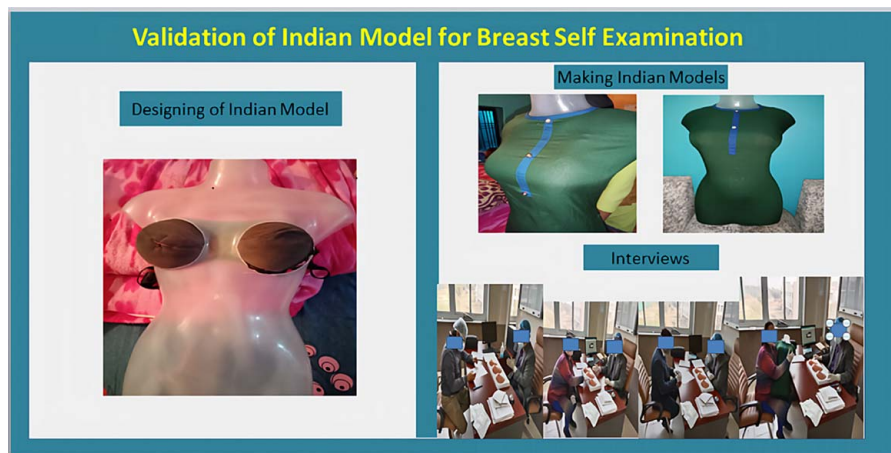 Validation of Indian Model for Breast Self Examination
Designing of Indian Model
Making Indian Models
Interviews